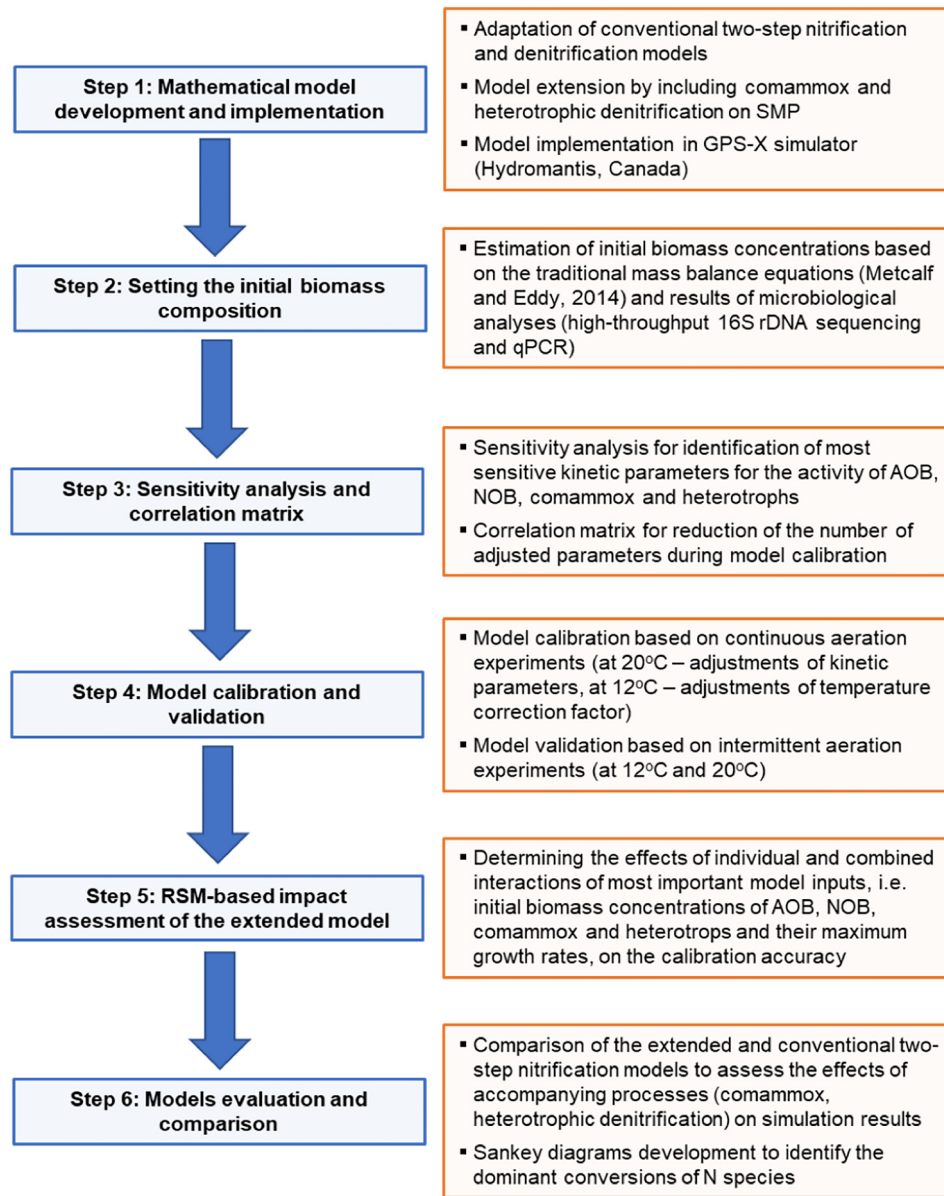 Step 1: Mathematical model
development and implementation
▪ Adaptation of conventional two-step nitrification
and denitrification models
▪ Model extension by including comammox and
heterotrophic denitrification on SMP
▪ Model implementation in GPS-X simulator
(Hydromantis, Canada)
Step 2: Setting the initial biomass
composition
▪ Estimation of initial biomass concentrations based
on the traditional mass balance equations (Metcalf
and Eddy, 2014) and results of microbiological
analyses (high-throughput 16S rDNA sequencing
and qPCR)
Step 3: Sensitivity analysis and
correlation matrix
▪ Sensitivity analysis for identification of most
sensitive kinetic parameters for the activity of AOB,
NOB, comammox and heterotrophs
▪ Correlation matrix for reduction of the number of
adjusted parameters during model calibration
Step 4: Model calibration and
validation
▪ Model calibration based on continuous aeration
experiments (at 20ºC – adjustments of kinetic
parameters, at 12ºC – adjustments of temperature
correction factor)
▪ Model validation based on intermittent aeration
experiments (at 12ºC and 20ºC)
Step 5: RSM-based impact
assessment of the extended model
▪ Determining the effects of individual and combined
interactions of most important model inputs, i.e.
initial biomass concentrations of AOB, NOB,
comammox and heterotrops and their maximum
growth rates, on the calibration accuracy
Step 6: Models evaluation and
comparison
▪ Comparison of the extended and conventional two-
step nitrification models to assess the effects of
accompanying processes (comammox,
heterotrophic denitrification) on simulation results
▪ Sankey diagrams development to identify the
dominant conversions of N species